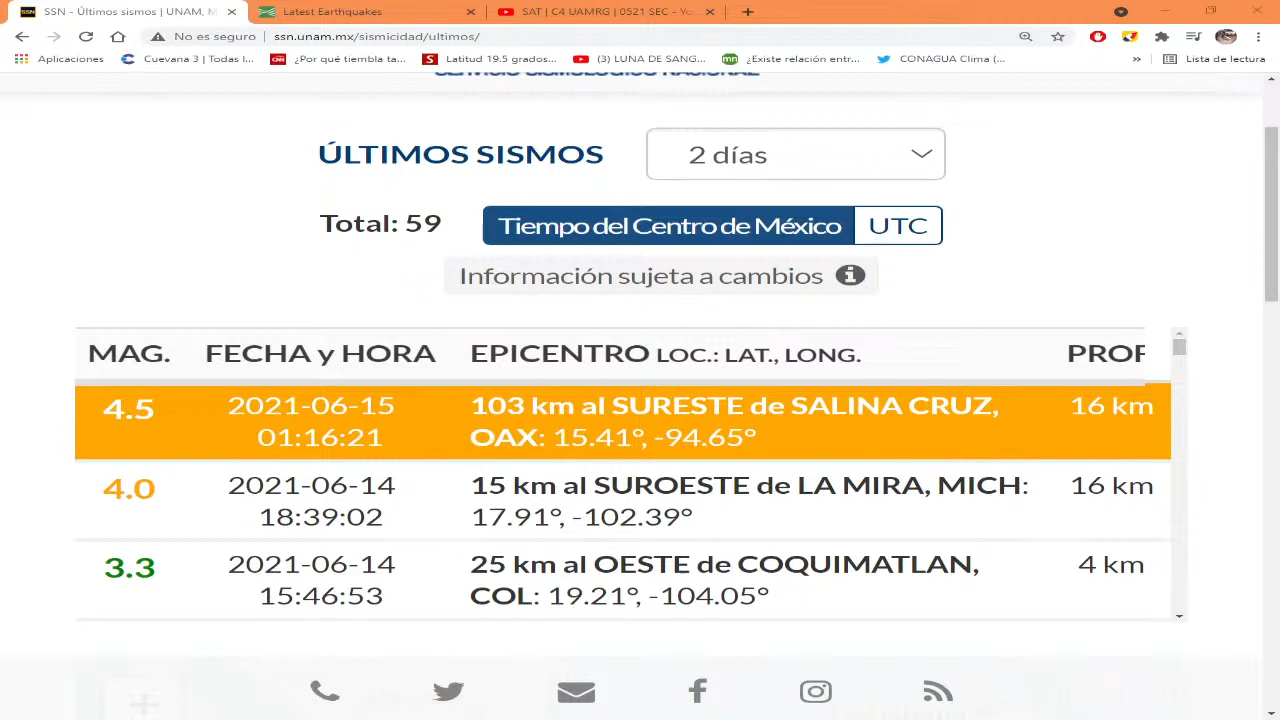 SSN - Últimos sismos | UNAM, M
Latest Earthquakes
SAT | C4 UAMRG | 0521 SEC - Yo
No es seguro | ssn.unam.mx/sismicidad/ultimos/
Aplicaciones
Cuevana 3 | Todas l...
¿Por qué tiembla ta...
Latitud 19.5 grados...
(3) LUNA DE SANG...
¿Existe relación entr...
CONAGUA Clima (...
»
Lista de lectura
SERVICIO SISMOLÓGICO NACIONAL
ÚLTIMOS SISMOS
2 días
Total: 59
Tiempo del Centro de México
UTC
Información sujeta a cambios
MAG. FECHA y HORA EPICENTRO LOC.: LAT., LONG. PROF
4.5 2021-06-15 103 km al SURESTE de SALINA CRUZ, 16 km
01:16:21 OAX: 15.41°, -94.65°
4.0 2021-06-14 15 km al SUROESTE de LA MIRA, MICH: 16 km
18:39:02 17.91°, -102.39°
3.3 2021-06-14 25 km al OESTE de COQUIMATLAN, 4 km
15:46:53 COL: 19.21°, -104.05°